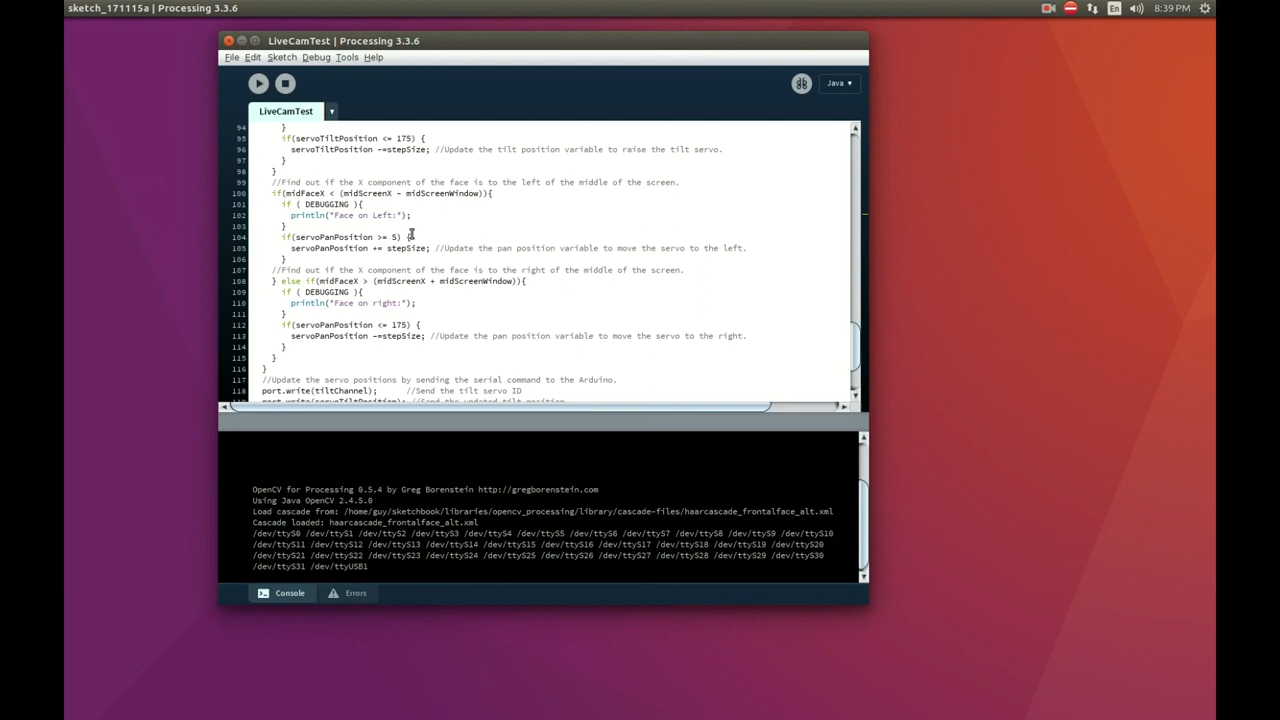 sketch_171115a | Processing 3.3.6
En
8:39 PM
LiveCamTest | Processing 3.3.6
File Edit Sketch Debug Tools Help
Java ▾
LiveCamTest ▾
94 }
95 if(servoTiltPosition <= 175) {
96 servoTiltPosition -=stepSize; //Update the tilt position variable to raise the tilt servo.
97 }
98 }
99 //Find out if the X component of the face is to the left of the middle of the screen.
100 if(midFaceX < (midScreenX - midScreenWindow)){
101 if ( DEBUGGING ){
102 println("Face on Left:");
103 }
104 if(servoPanPosition >= 5) {
105 servoPanPosition += stepSize; //Update the pan position variable to move the servo to the left.
106 }
107 //Find out if the X component of the face is to the right of the middle of the screen.
108 } else if(midFaceX > (midScreenX + midScreenWindow)){
109 if ( DEBUGGING ){
110 println("Face on right:");
111 }
112 if(servoPanPosition <= 175) {
113 servoPanPosition -=stepSize; //Update the pan position variable to move the servo to the right.
114 }
115 }
116 }
117 //Update the servo positions by sending the serial command to the Arduino.
118 port.write(tiltChannel); //Send the tilt servo ID
119 port.write(servoTiltPosition); //Send the updated tilt position.
OpenCV for Processing 0.5.4 by Greg Borenstein http://gregborenstein.com
Using Java OpenCV 2.4.5.0
Load cascade from: /home/guy/sketchbook/libraries/opencv_processing/library/cascade-files/haarcascade_frontalface_alt.xml
Cascade loaded: haarcascade_frontalface_alt.xml
/dev/ttyS0 /dev/ttyS1 /dev/ttyS2 /dev/ttyS3 /dev/ttyS4 /dev/ttyS5 /dev/ttyS6 /dev/ttyS7 /dev/ttyS8 /dev/ttyS9 /dev/ttyS10
/dev/ttyS11 /dev/ttyS12 /dev/ttyS13 /dev/ttyS14 /dev/ttyS15 /dev/ttyS16 /dev/ttyS17 /dev/ttyS18 /dev/ttyS19 /dev/ttyS20
/dev/ttyS21 /dev/ttyS22 /dev/ttyS23 /dev/ttyS24 /dev/ttyS25 /dev/ttyS26 /dev/ttyS27 /dev/ttyS28 /dev/ttyS29 /dev/ttyS30
/dev/ttyS31 /dev/ttyUSB1
Console Errors